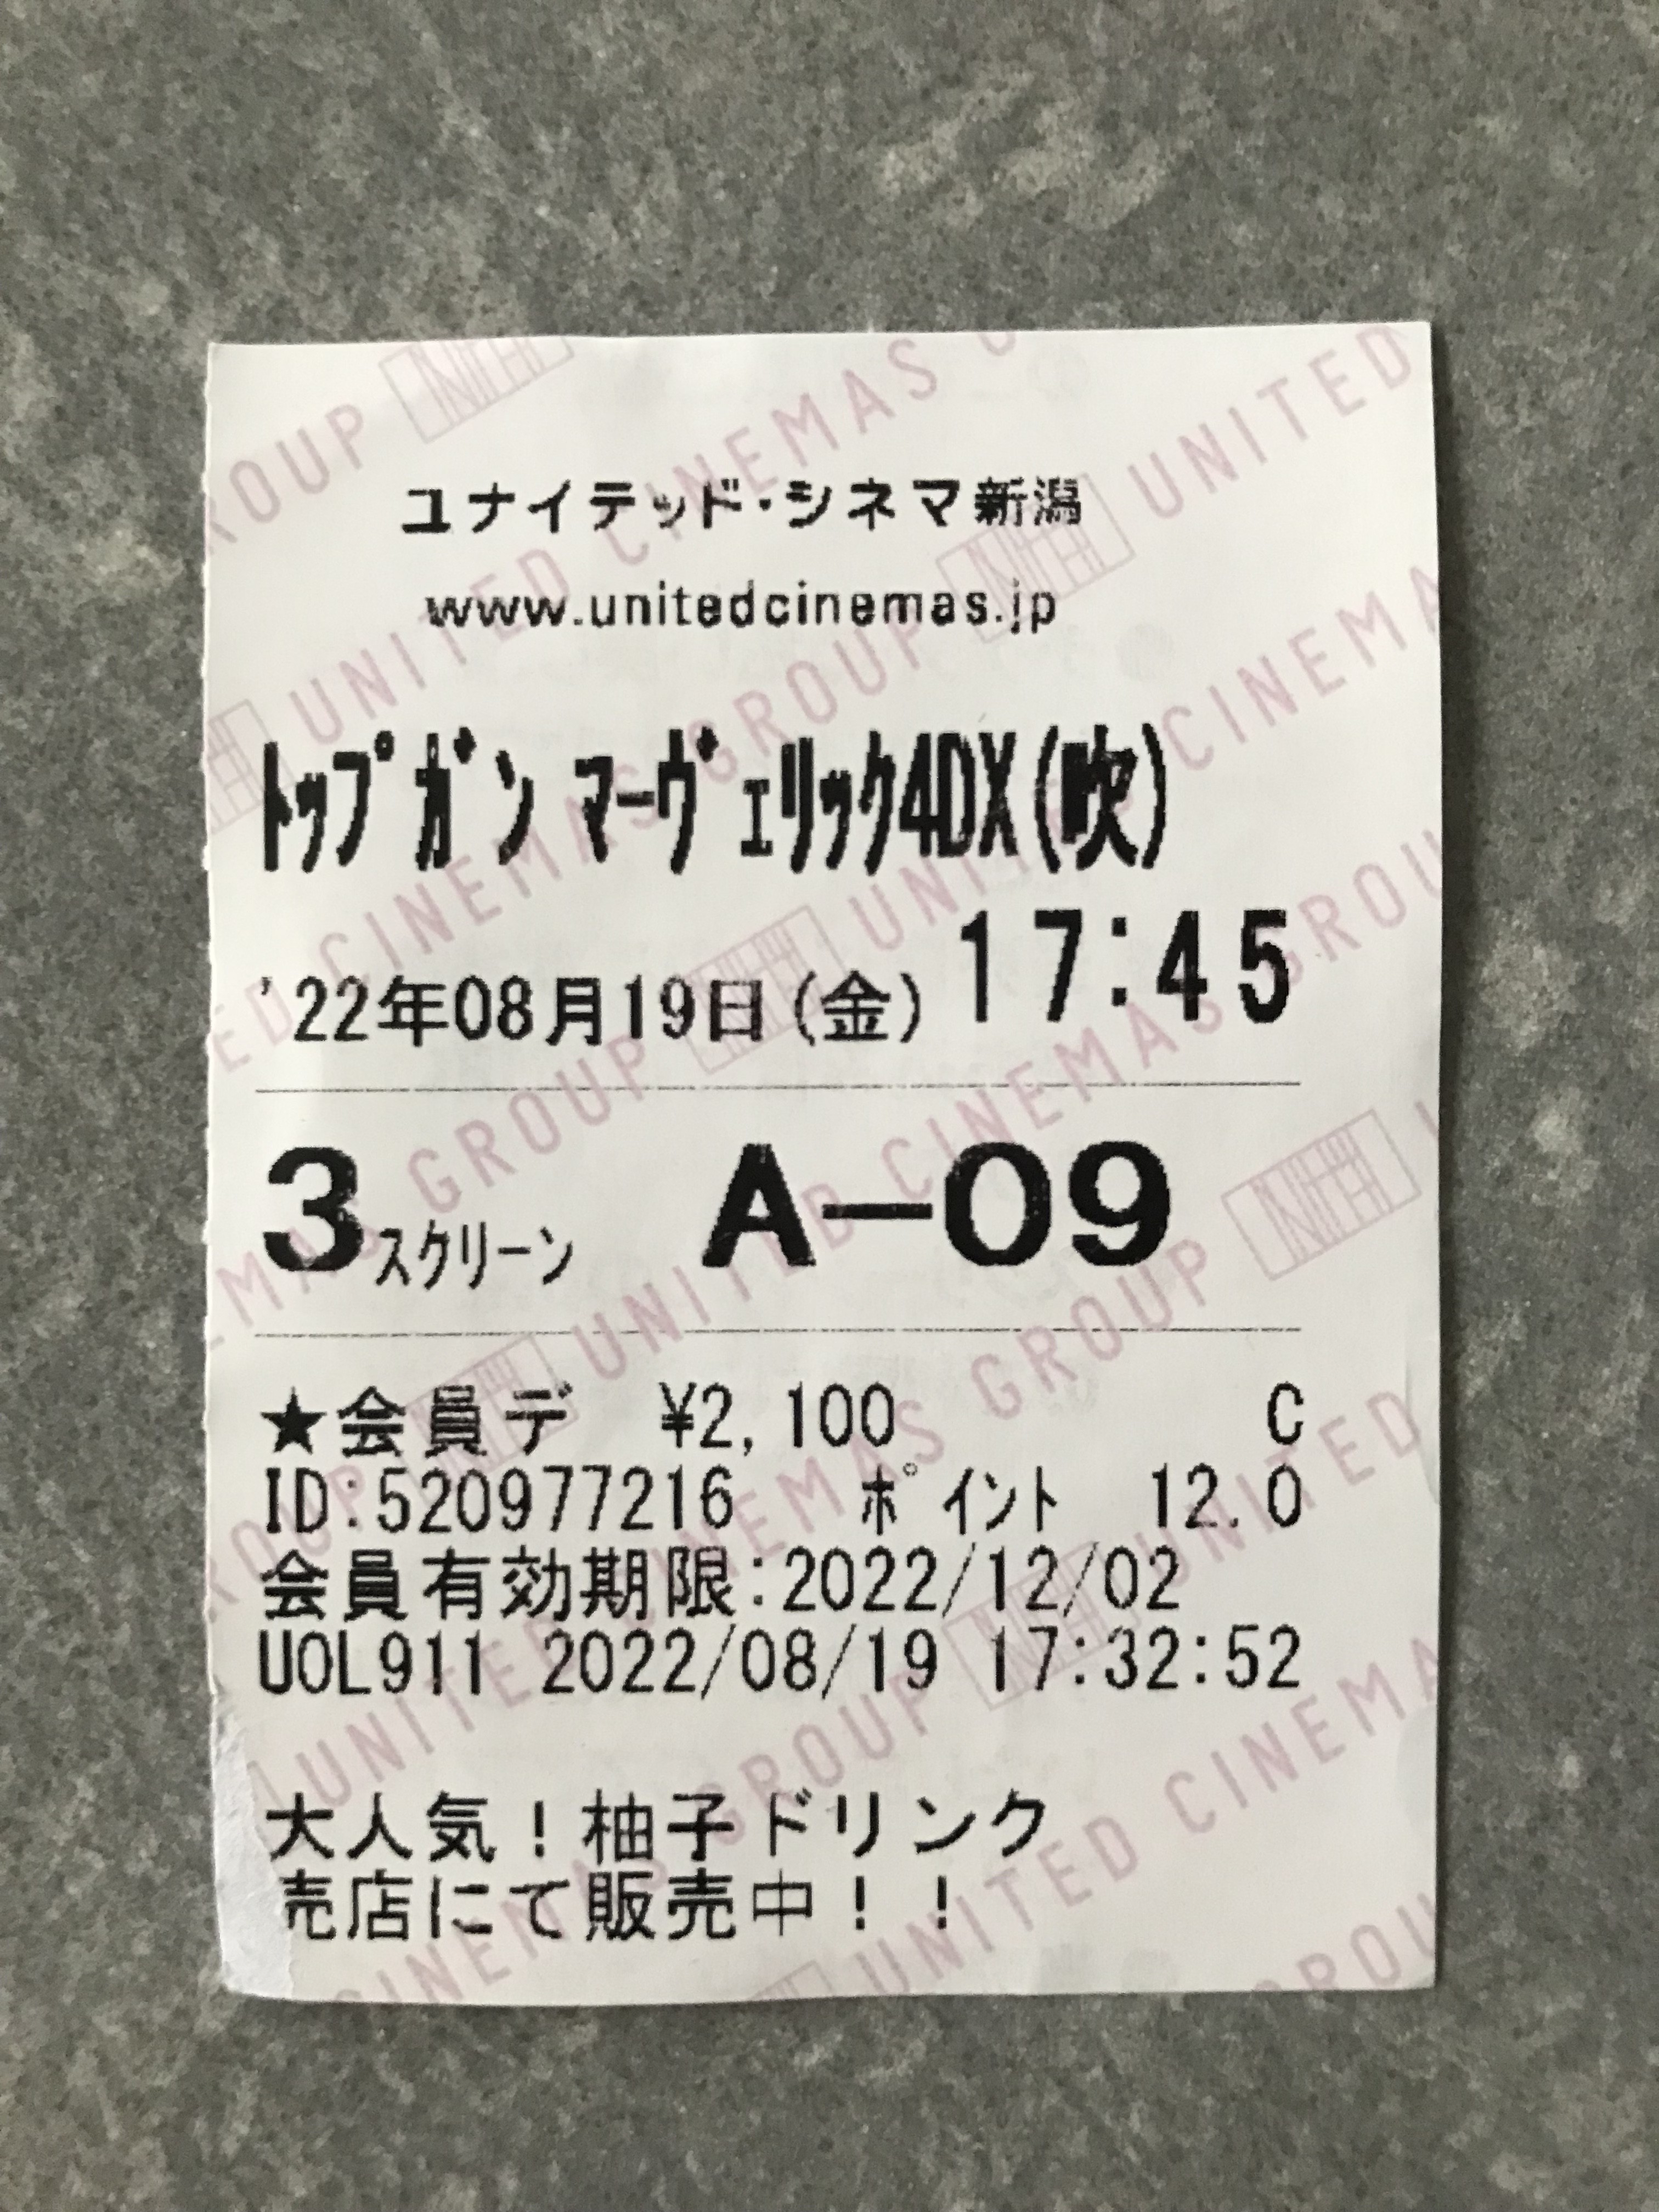 ユナイテッド・シネマ新潟
www.unitedcinemas.jp
ﾄｯﾌﾟｶﾞﾝ ﾏｰｳﾞｪﾘｯｸ4DX(吹)
'22年08月19日(金) 17:45
3スクリーン A-09
★会員デ ¥2,100 C
ID:520977216 ﾎﾟｲﾝﾄ 12.0
会員有効期限:2022/12/02
UOL911 2022/08/19 17:32:52
大人気！柚子ドリンク
売店にて販売中！！
UNITED CINEMAS GROUP